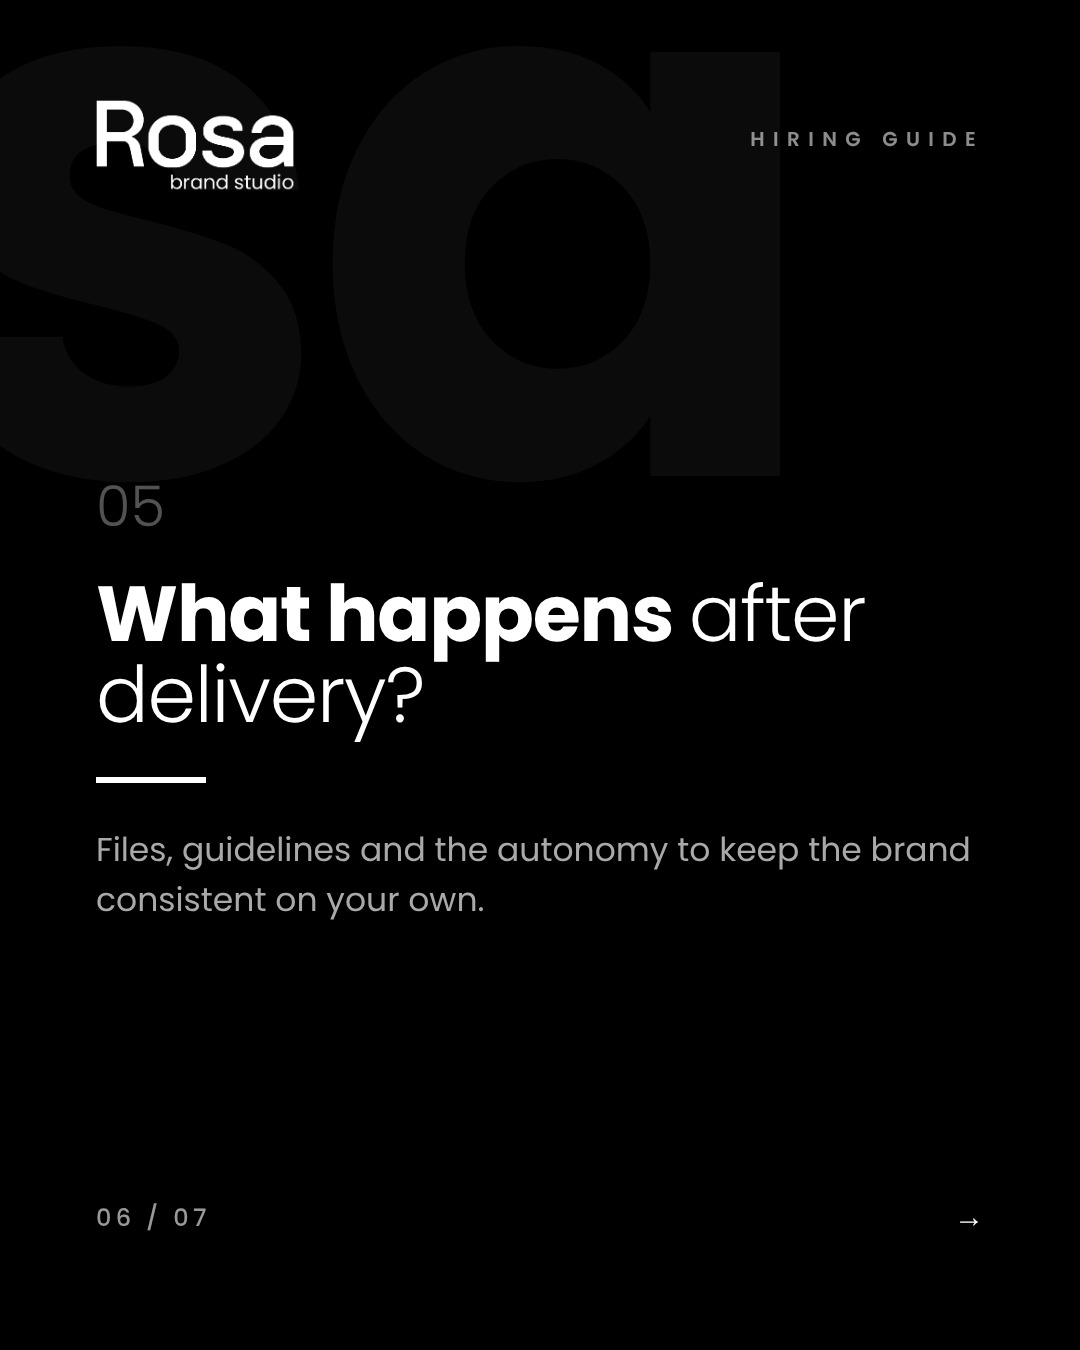 sa
Rosa
brand studio
HIRING GUIDE
05
What happens after
delivery?
Files, guidelines and the autonomy to keep the brand
consistent on your own.
06 / 07
→